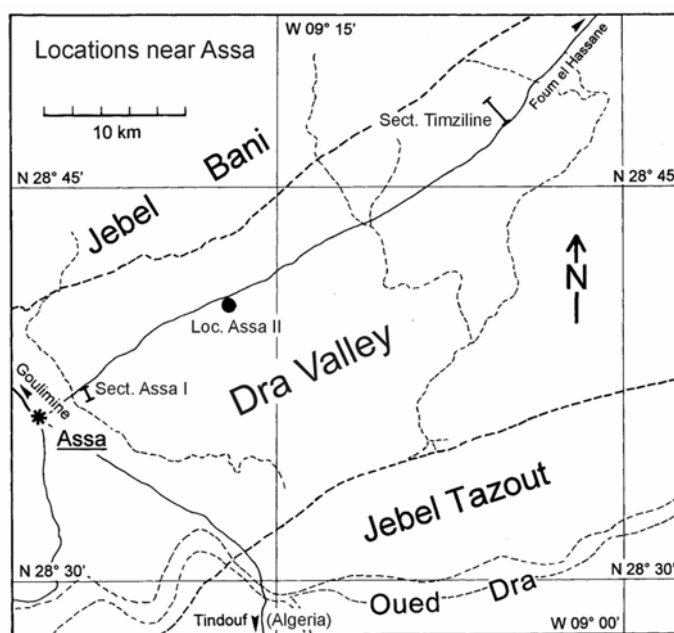 W 09° 15'
Locations near Assa
10 km
Foum el Hassane
Sect. Timziline
Jebel Bani
N 28° 45'
N 28° 45'
N
Loc. Assa II
Dra Valley
Goulimine
Sect. Assa I
Assa
Jebel Tazout
N 28° 30'
N 28° 30'
Oued Dra
Tindouf (Algeria)
W 09° 00'